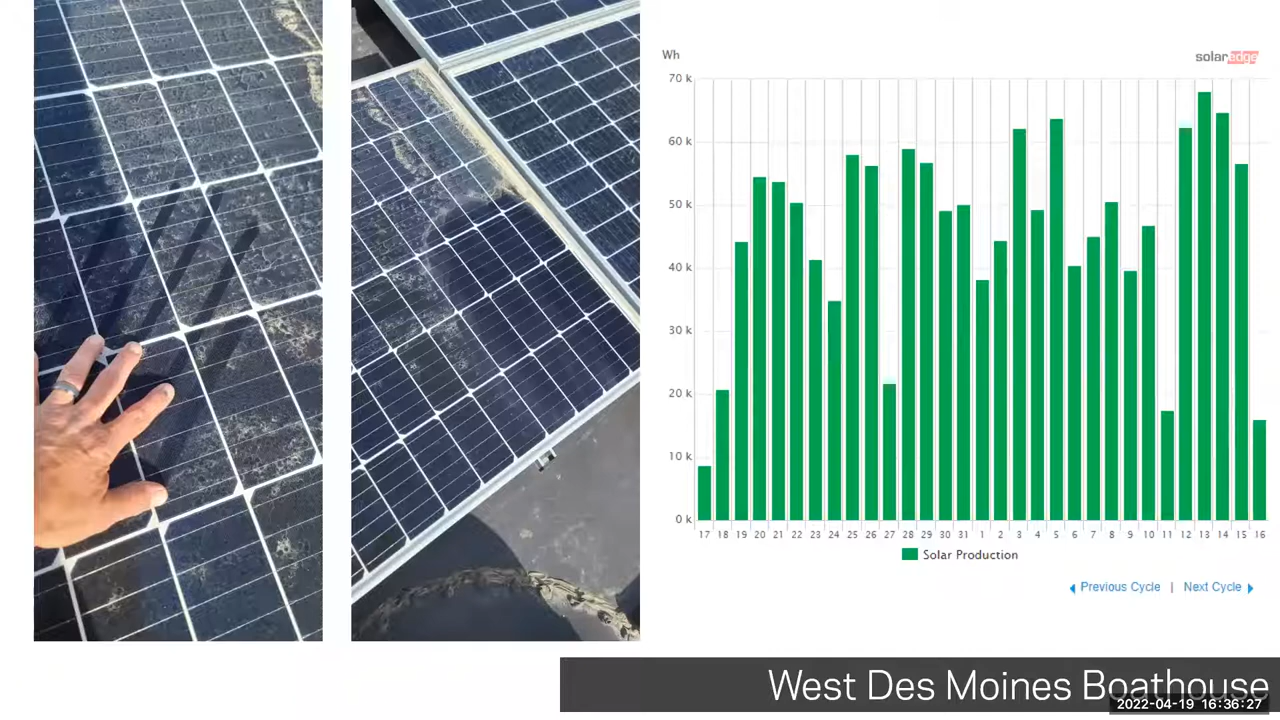 Wh
solaredge
70 k
60 k
50 k
40 k
30 k
20 k
10 k
0 k
17 18 19 20 21 22 23 24 25 26 27 28 29 30 31 1 2 3 4 5 6 7 8 9 10 11 12 13 14 15 16
Solar Production
Previous Cycle | Next Cycle
West Des Moines Boathouse
2022-04-19 16:36:27